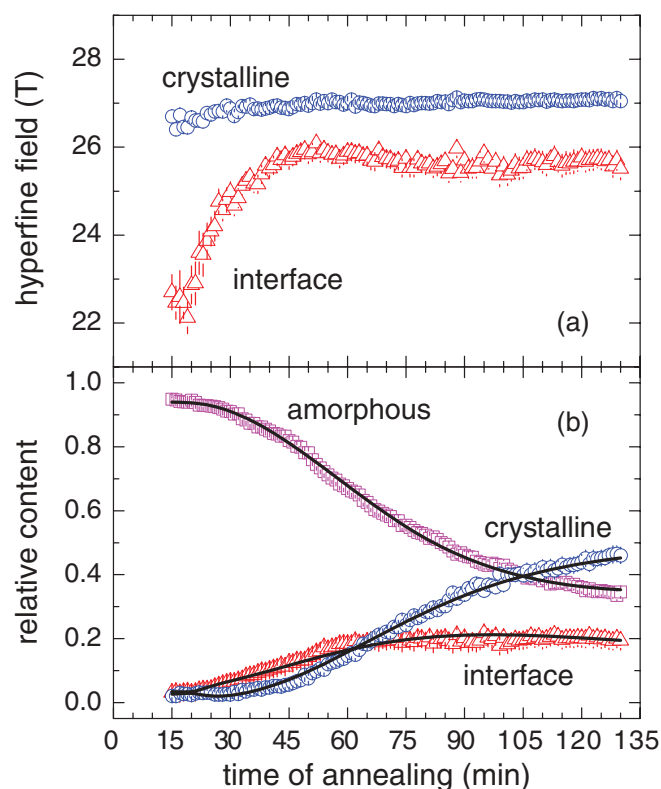 28
27
26
24
22
hyperfine field (T)
crystalline
interface
(a)
1.0
0.8
0.6
0.4
0.2
0.0
relative content
amorphous
(b)
crystalline
interface
0 15 30 45 60 75 90 105 120 135
time of annealing (min)